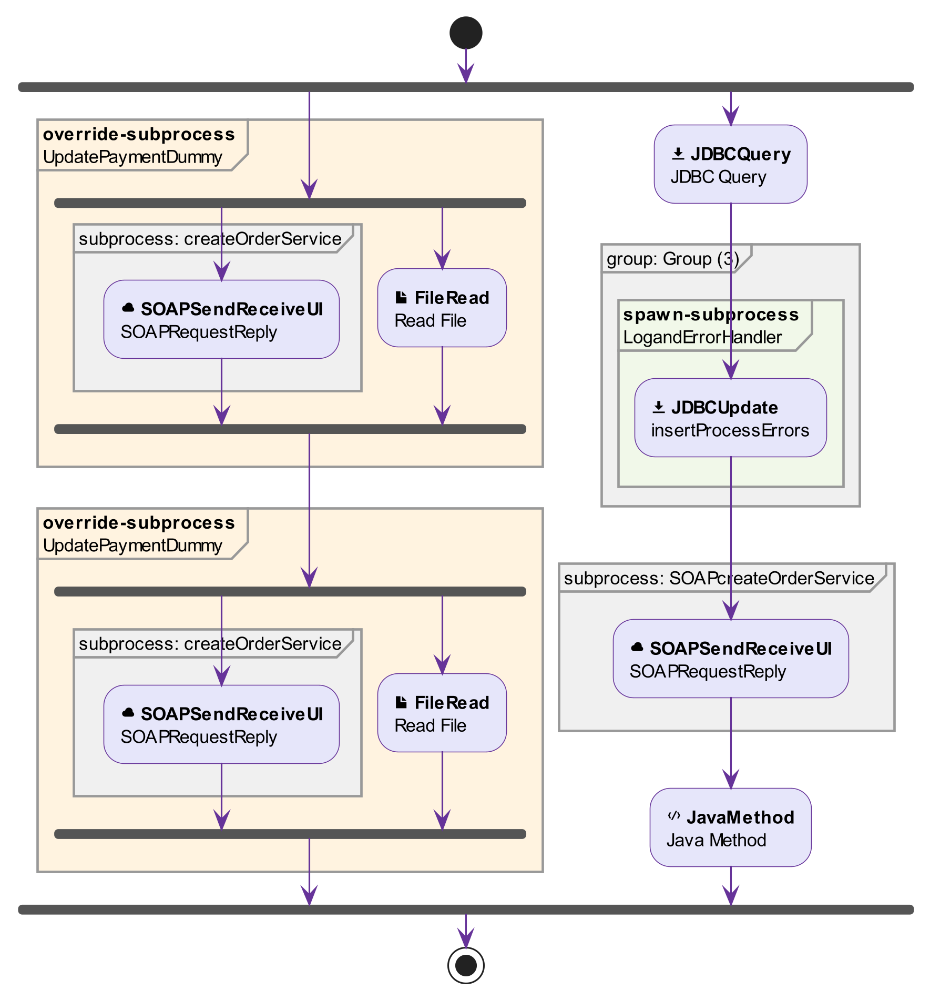 override-subprocess
UpdatePaymentDummy
subprocess: createOrderService
SOAPSendReceiveUI
SOAPRequestReply
FileRead
Read File
override-subprocess
UpdatePaymentDummy
subprocess: createOrderService
SOAPSendReceiveUI
SOAPRequestReply
FileRead
Read File
JDBCQuery
JDBC Query
group: Group (3)
spawn-subprocess
LogandErrorHandler
JDBCUpdate
insertProcessErrors
subprocess: SOAPcreateOrderService
SOAPSendReceiveUI
SOAPRequestReply
JavaMethod
Java Method